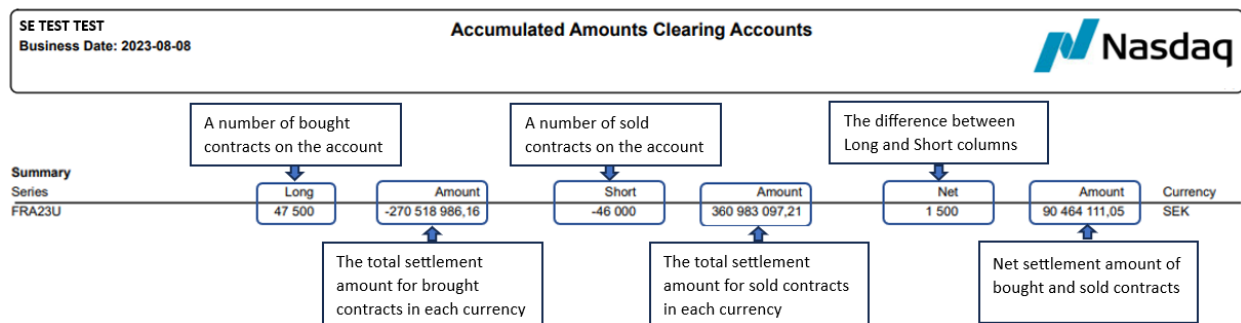 SE TEST TEST
Business Date: 2023-08-08
Accumulated Amounts Clearing Accounts
Nasdaq
A number of bought
contracts on the account
A number of sold
contracts on the account
The difference between
Long and Short columns
Summary
Series Long Amount Short Amount Net Amount Currency
FRA23U 47 500 -270 518 986,16 -46 000 360 983 097,21 1 500 90 464 111,05 SEK
The total settlement
amount for brought
contracts in each currency
The total settlement
amount for sold contracts
in each currency
Net settlement amount of
bought and sold contracts